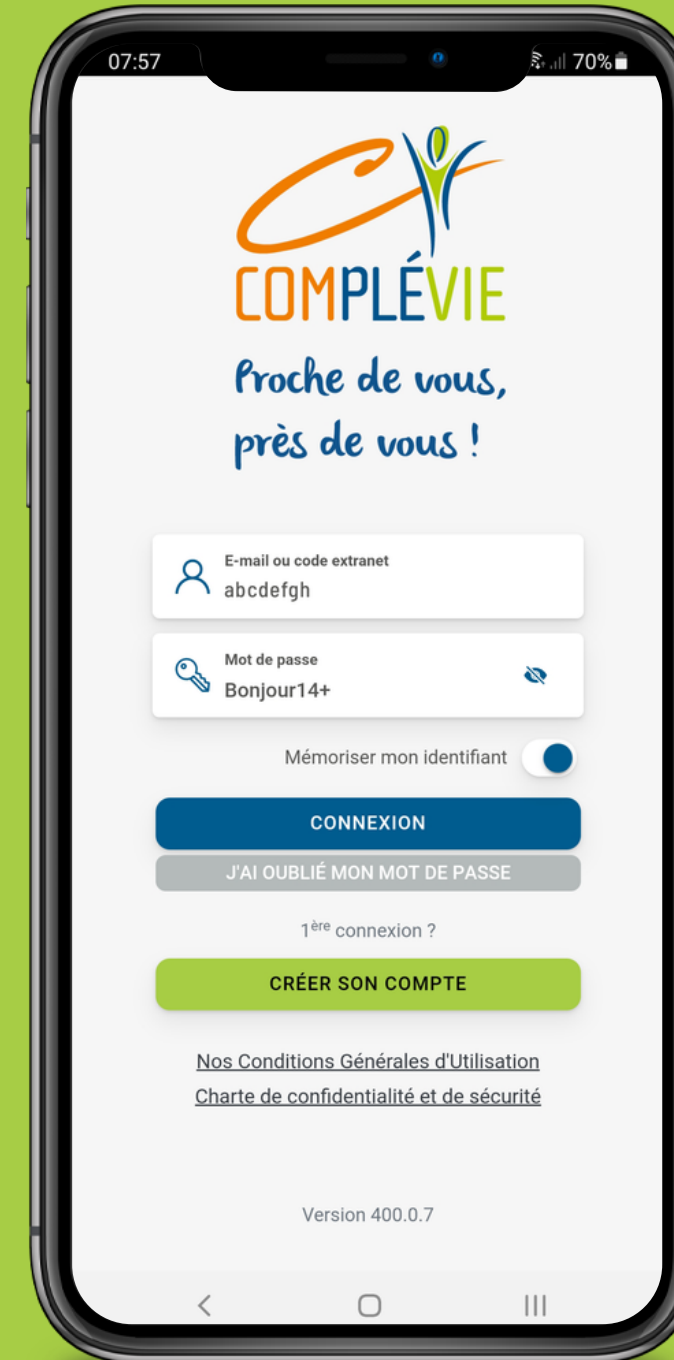 07:57 70%
COMPLÉVIE
Proche de vous,
près de vous !
E-mail ou code extranet
abcdefgh
Mot de passe
Bonjour14+
Mémoriser mon identifiant
CONNEXION
J'AI OUBLIÉ MON MOT DE PASSE
1ère connexion ?
CRÉER SON COMPTE
Nos Conditions Générales d'Utilisation
Charte de confidentialité et de sécurité
Version 400.0.7